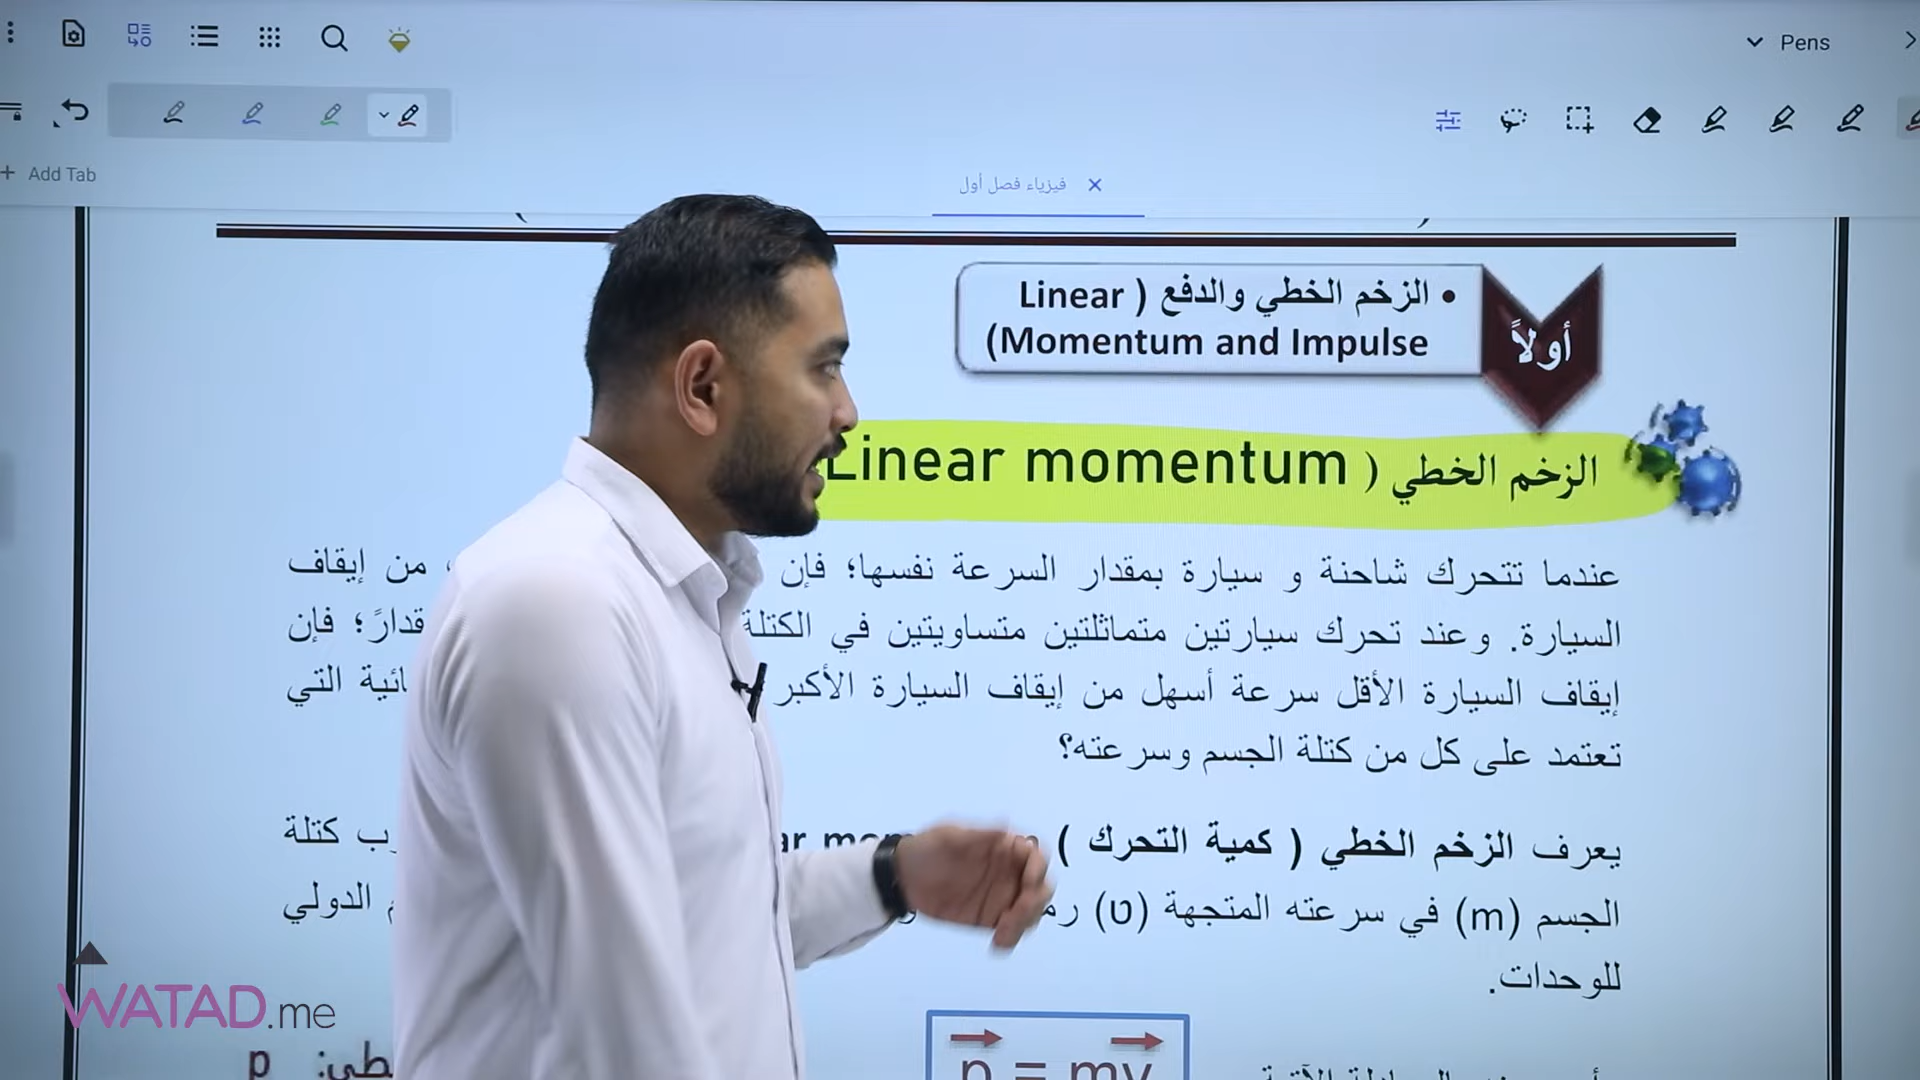 Pens
Add Tab
فيزياء فصل أول
أولاً
• الزخم الخطي والدفع ( Linear
Momentum and Impulse)
الزخم الخطي ( Linear momentum
عندما تتحرك شاحنة و سيارة بمقدار السرعة نفسها؛ فإن ، من إيقاف
السيارة. وعند تحرك سيارتين متماثلتين متساويتين في الكتلة فإن
إيقاف السيارة الأقل سرعة أسهل من إيقاف السيارة الأكبر التي
تعتمد على كل من كتلة الجسم وسرعته؟
يعرف الزخم الخطي ( كمية التحرك ) كتلة
الجسم (m) في سرعته المتجهة (υ) الدولي
للوحدات.
p = mv
p
WATAD.me